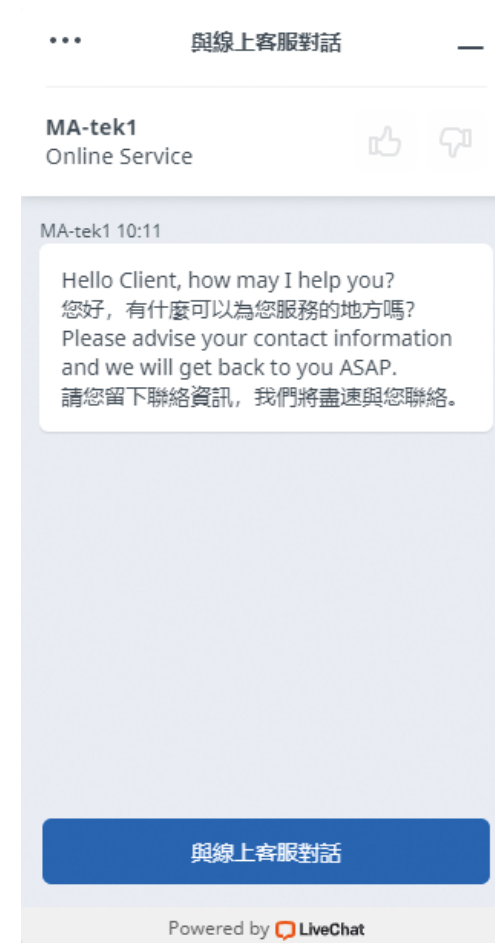 與線上客服對話
MA-tek1
Online Service
MA-tek1 10:11
Hello Client, how may I help you?
您好，有什麼可以為您服務的地方嗎?
Please advise your contact information
and we will get back to you ASAP.
請您留下聯絡資訊，我們將盡速與您聯絡。
與線上客服對話
Powered by LiveChat